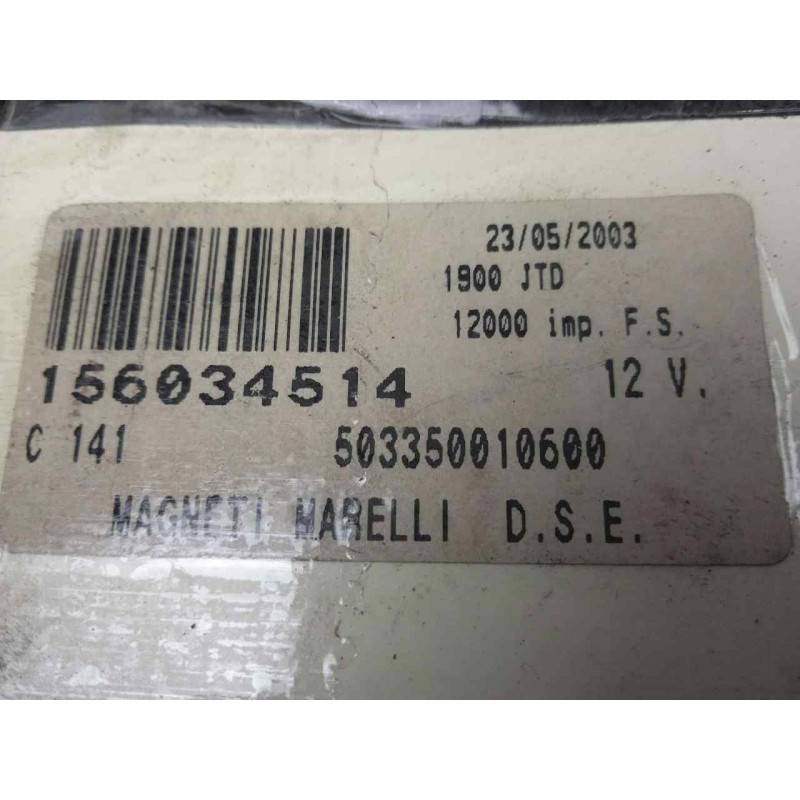 23/05/2003
1900 JTD
12000 imp. F.S.
156034514 12 V.
C 141 503350010600
MAGNETI MARELLI D.S.E.